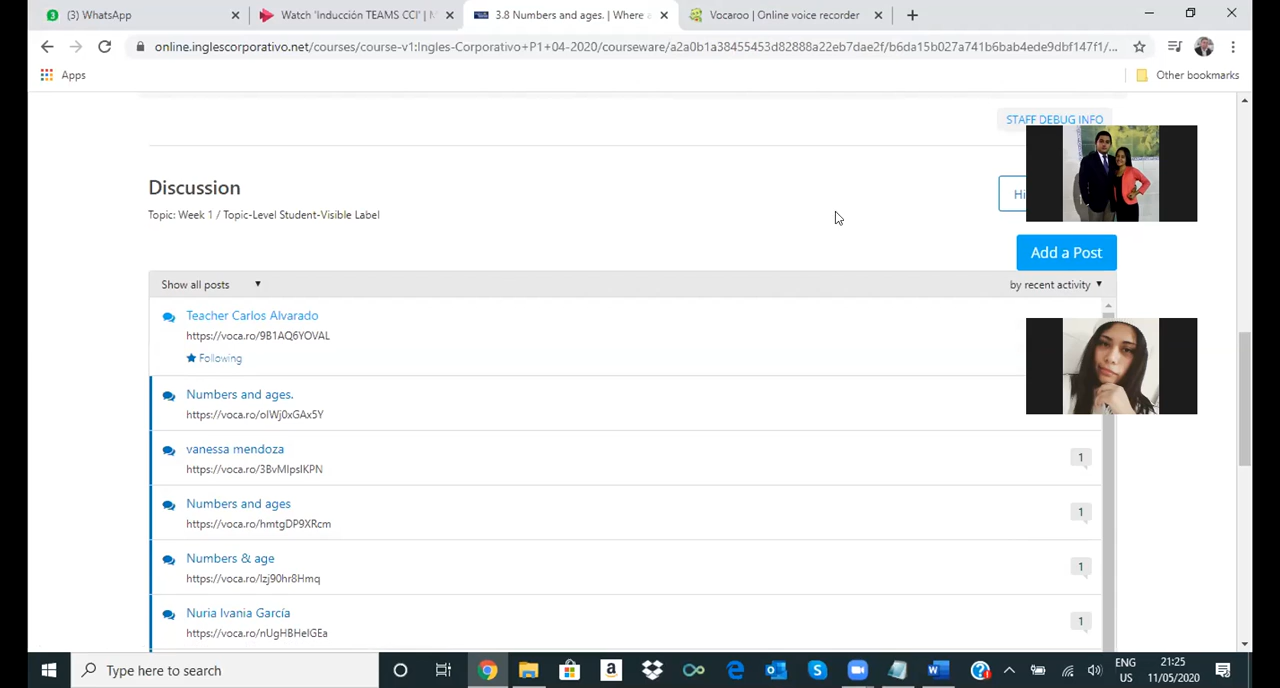 (3) WhatsApp
Watch 'Inducción TEAMS CCI' |
3.8 Numbers and ages. | Where
Vocaroo | Online voice recorder
online.inglescorporativo.net/courses/course-v1:Ingles-Corporativo+P1+04-2020/courseware/a2a0b1a38455453d82888a22eb7dae2f/b6da15b027a741b6bab4ede9dbf147f1/...
Apps
Other bookmarks
STAFF DEBUG INFO
Discussion
Hi
Topic: Week 1 / Topic-Level Student-Visible Label
Add a Post
Show all posts
by recent activity
Teacher Carlos Alvarado
https://voca.ro/9B1AQ6YOVAL
Following
Numbers and ages.
https://voca.ro/oIWj0xGAx5Y
vanessa mendoza
https://voca.ro/3BvMIpsIKPN
1
Numbers and ages
https://voca.ro/hmtgDP9XRcm
1
Numbers & age
https://voca.ro/Izj90hr8Hmq
1
Nuria Ivania García
https://voca.ro/nUgHBHeIGEa
1
Type here to search
ENG
US
21:25
11/05/2020